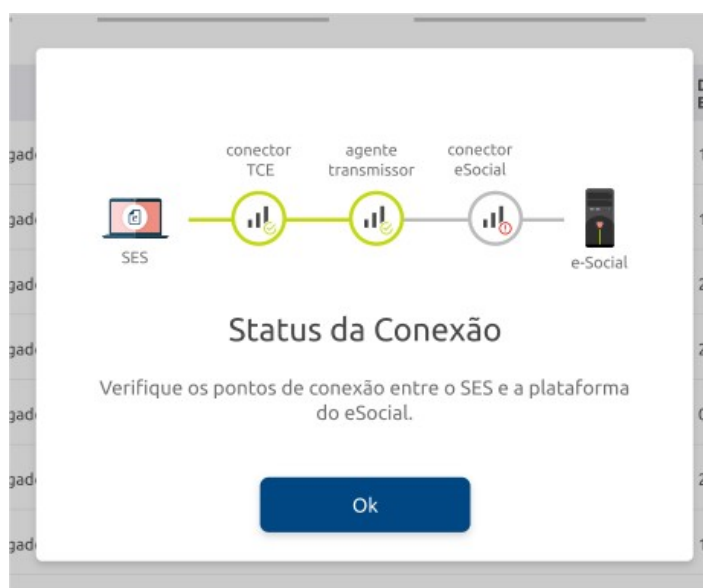 conector
TCE
agente
transmissor
conector
eSocial
SES
e-Social
Status da Conexão
Verifique os pontos de conexão entre o SES e a plataforma
do eSocial.
Ok